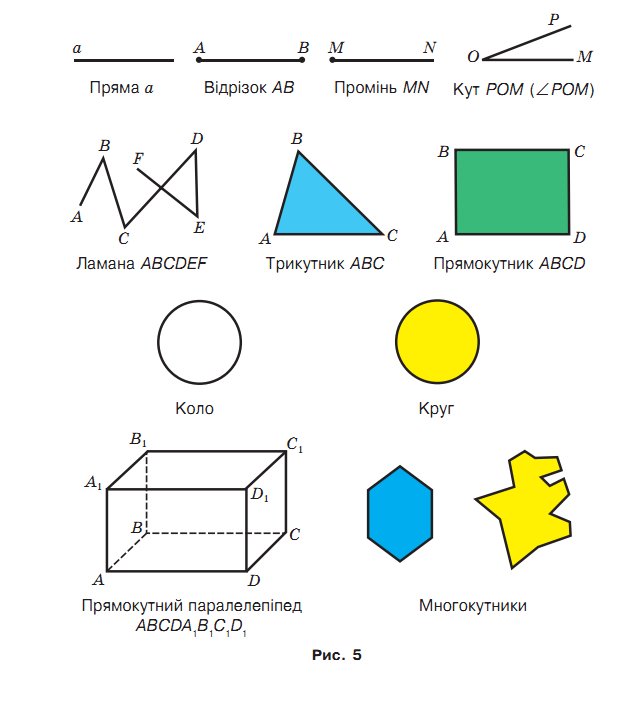 a
A B
M N
O P M
Пряма a
Відрізок AB
Промінь MN
Кут POM (∠POM)
A B C D E F
A B C
B C A D
Ламана ABCDEF
Трикутник ABC
Прямокутник ABCD
Коло
Круг
B₁ C₁
A₁ D₁
B C
A D
Прямокутний паралелепіпед
ABCDA₁B₁C₁D₁
Многокутники
Рис. 5